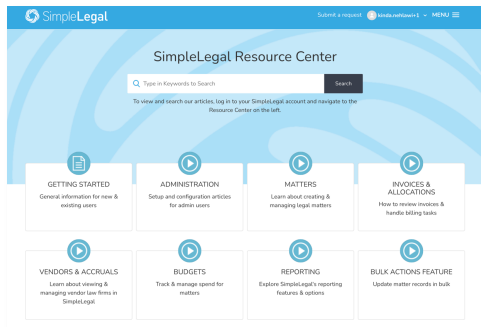 SimpleLegal
Submit a request
kinda.nehlawi+1
MENU
SimpleLegal Resource Center
Type in Keywords to Search
Search
To view and search our articles, log in to your SimpleLegal account and navigate to the
Resource Center on the left.
GETTING STARTED
General information for new &
existing users
ADMINISTRATION
Setup and configuration articles
for admin users
MATTERS
Learn about creating &
managing legal matters
INVOICES &
ALLOCATIONS
How to review invoices &
handle billing tasks
VENDORS & ACCRUALS
Learn about viewing &
managing vendor law firms in
SimpleLegal
BUDGETS
Track & manage spend for
matters
REPORTING
Explore SimpleLegal's reporting
features & options
BULK ACTIONS FEATURE
Update matter records in bulk